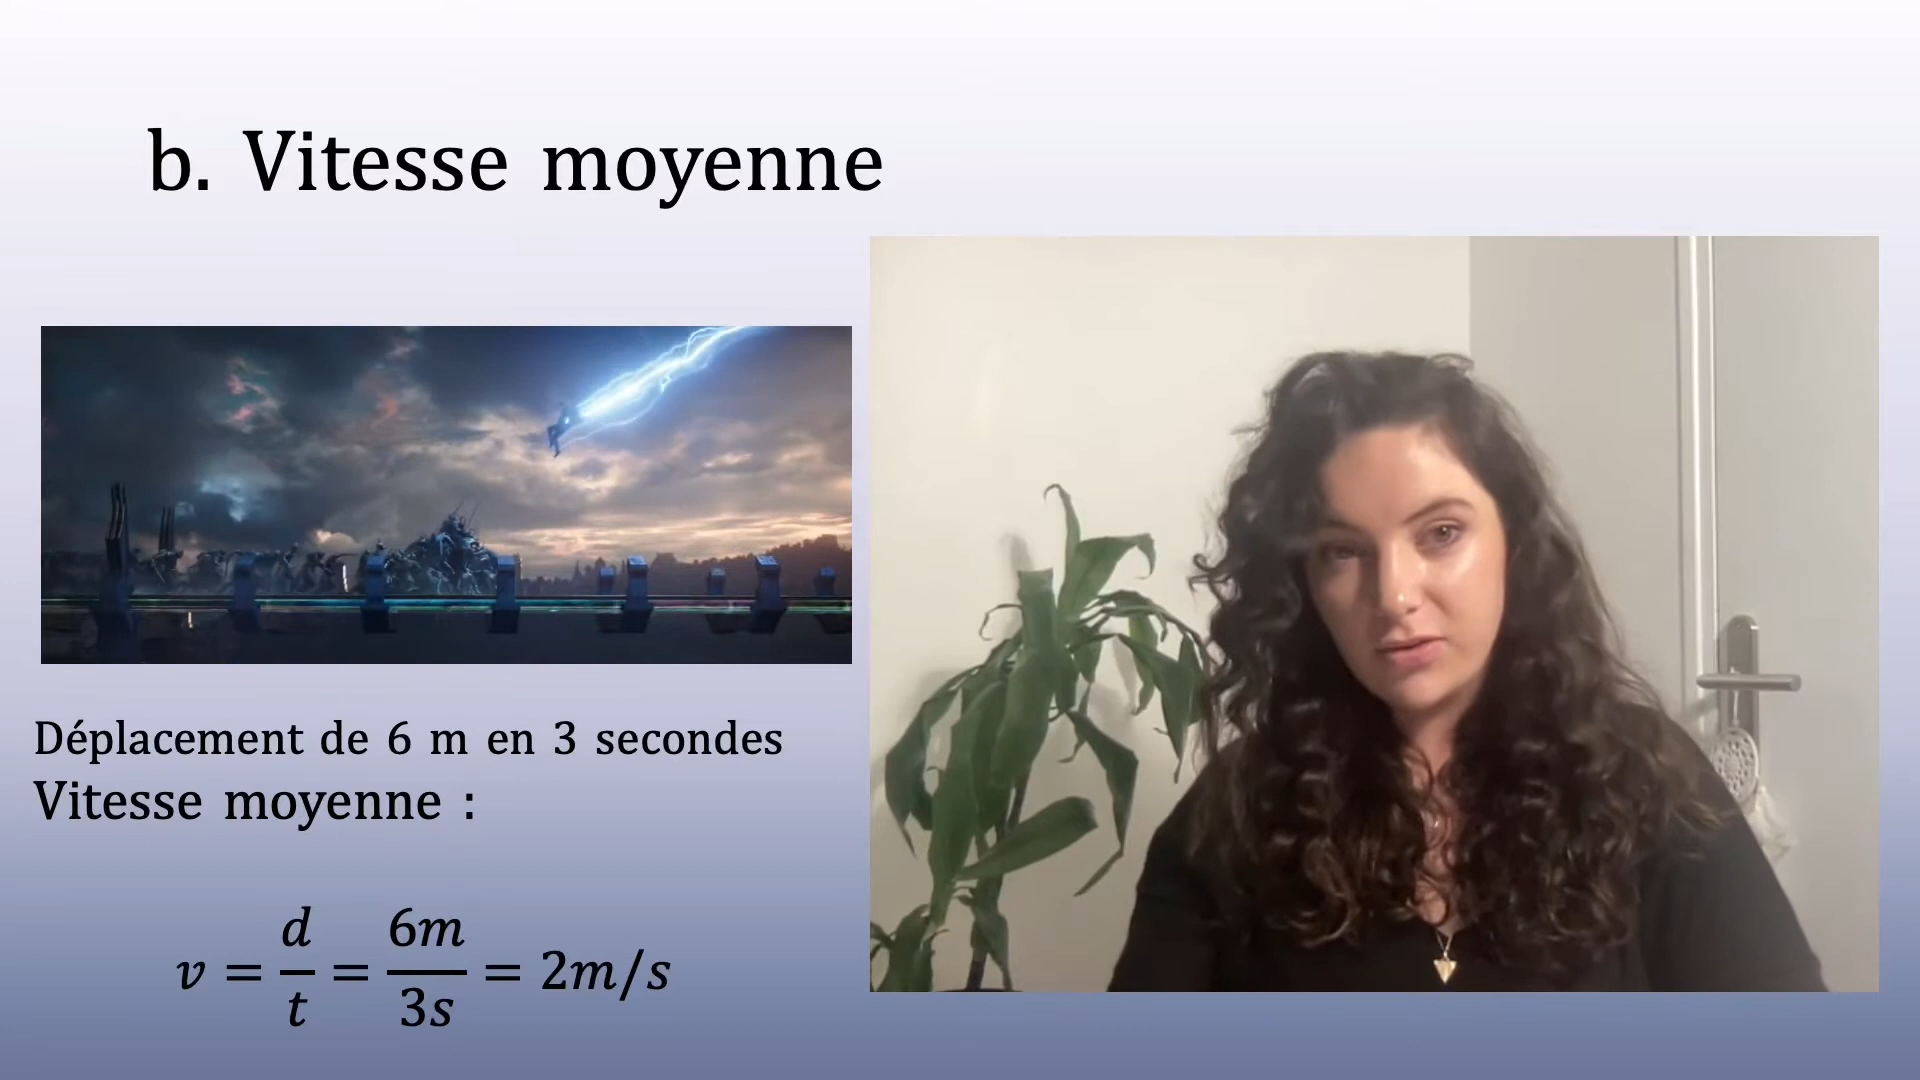 b. Vitesse moyenne
Déplacement de 6 m en 3 secondes
Vitesse moyenne :
v = d/t = 6m/3s = 2m/s